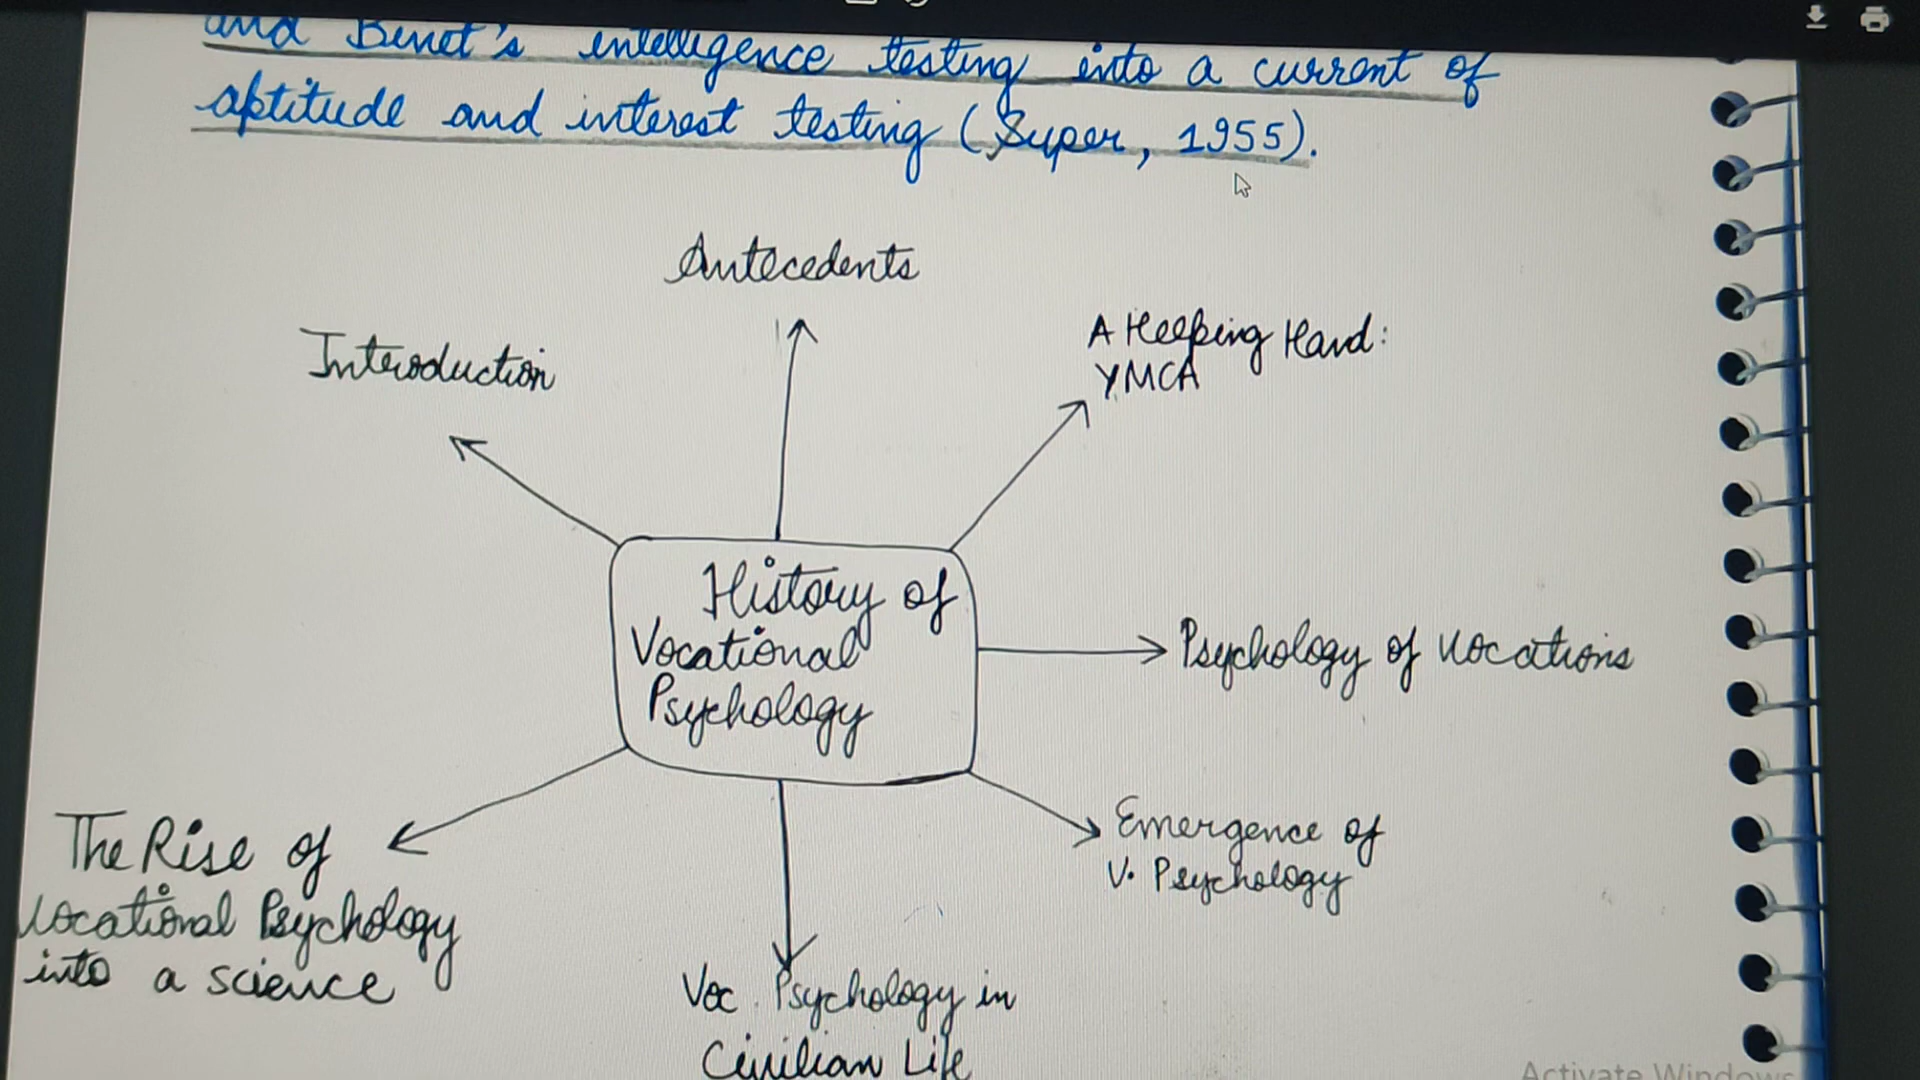 and Binet's intelligence testing into a current of
aptitude and interest testing (Super, 1955).
Antecedents
Introduction
A Helping Hand:
YMCA
History of
Vocational
Psychology
Psychology of vocations
Emergence of
V. Psychology
The Rise of
vocational Psychology
into a science
Voc. Psychology in
Civilian Life
Activate Windows